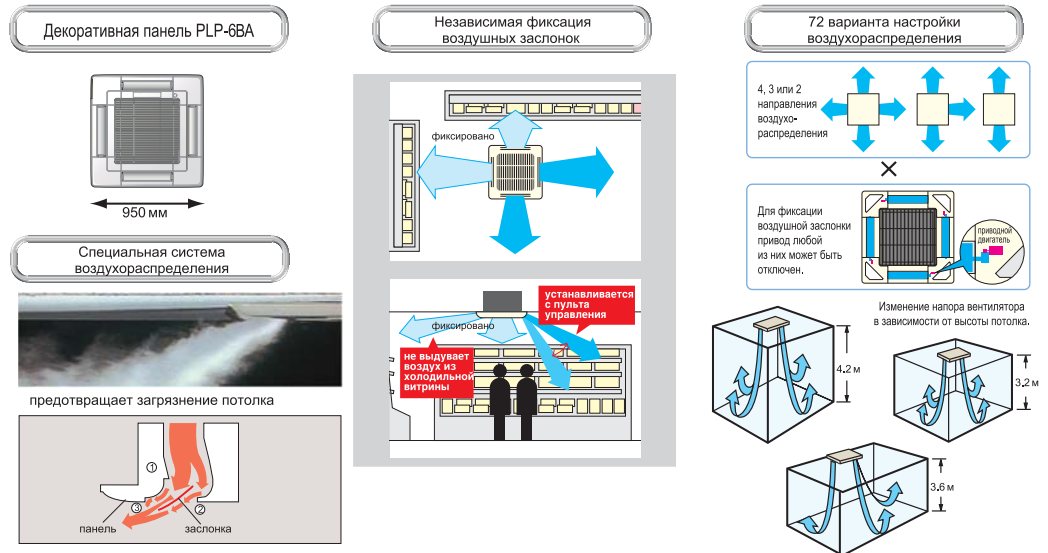 Декоративная панель PLP-6BA
950 мм
Специальная система
воздухораспределения
предотвращает загрязнение потолка
①
③
②
панель
заслонка
Независимая фиксация
воздушных заслонок
фиксировано
устанавливается
с пульта
управления
фиксировано
не выдувает
воздух из
холодильной
витрины
72 варианта настройки
воздухораспределения
4, 3 или 2
направления
воздухо-
распределения
×
Для фиксации
воздушной заслонки
привод любой
из них может быть
отключен.
приводной
двигатель
Изменение напора вентилятора
в зависимости от высоты потолка.
4.2 м
3.2 м
3.6 м